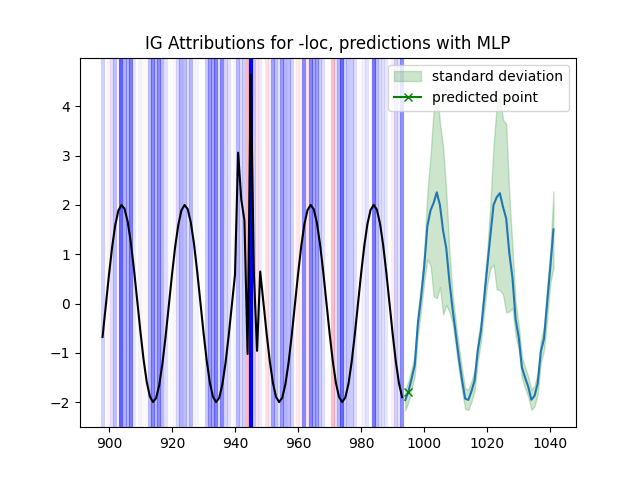 IG Attributions for -loc, predictions with MLP
standard deviation
predicted point
4
3
2
1
0
−1
−2
900 920 940 960 980 1000 1020 1040